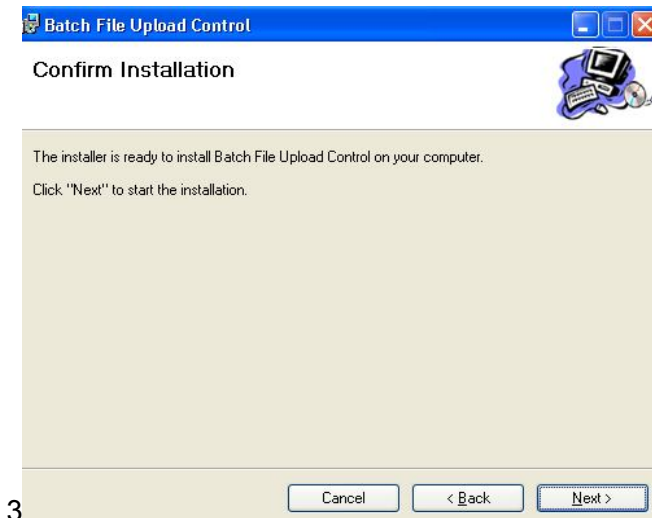 Batch File Upload Control
Confirm Installation
The installer is ready to install Batch File Upload Control on your computer.
Click "Next" to start the installation.
Cancel
< Back
Next >
3